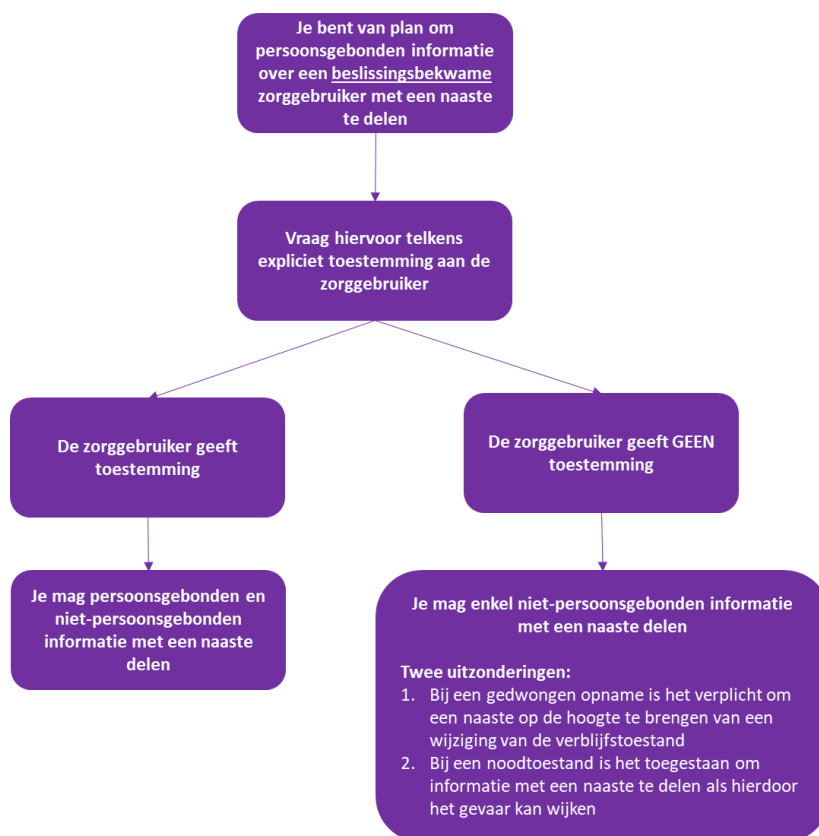 Je bent van plan om
persoonsgebonden informatie
over een beslissingsbekwame
zorggebruiker met een naaste
te delen
Vraag hiervoor telkens
expliciet toestemming aan de
zorggebruiker
De zorggebruiker geeft
toestemming
De zorggebruiker geeft GEEN
toestemming
Je mag persoonsgebonden en
niet-persoonsgebonden
informatie met een naaste
delen
Je mag enkel niet-persoonsgebonden informatie
met een naaste delen
Twee uitzonderingen:
1. Bij een gedwongen opname is het verplicht om
een naaste op de hoogte te brengen van een
wijziging van de verblijfstoestand
2. Bij een noodtoestand is het toegestaan om
informatie met een naaste te delen als hierdoor
het gevaar kan wijken